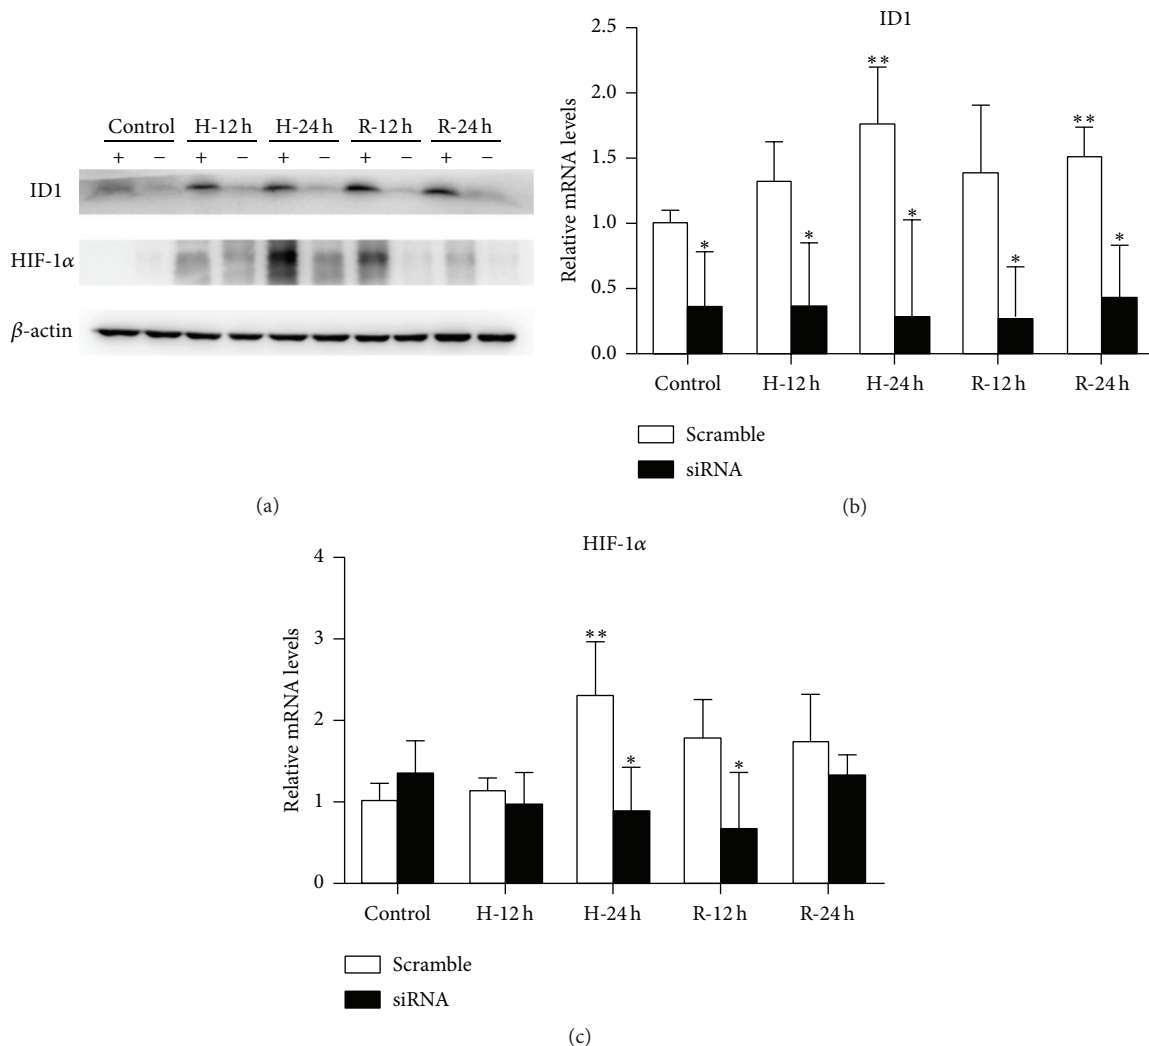 Control H-12 h H-24 h R-12 h R-24 h
+ − + − + − + − + −
ID1
HIF-1α
β-actin
(a)
ID1
Relative mRNA levels
2.5
2.0
1.5
1.0
0.5
0.0
** **
* * * * *
Control H-12 h H-24 h R-12 h R-24 h
Scramble
siRNA
(b)
HIF-1α
Relative mRNA levels
4
3
2
1
0
**
* *
Control H-12 h H-24 h R-12 h R-24 h
Scramble
siRNA
(c)